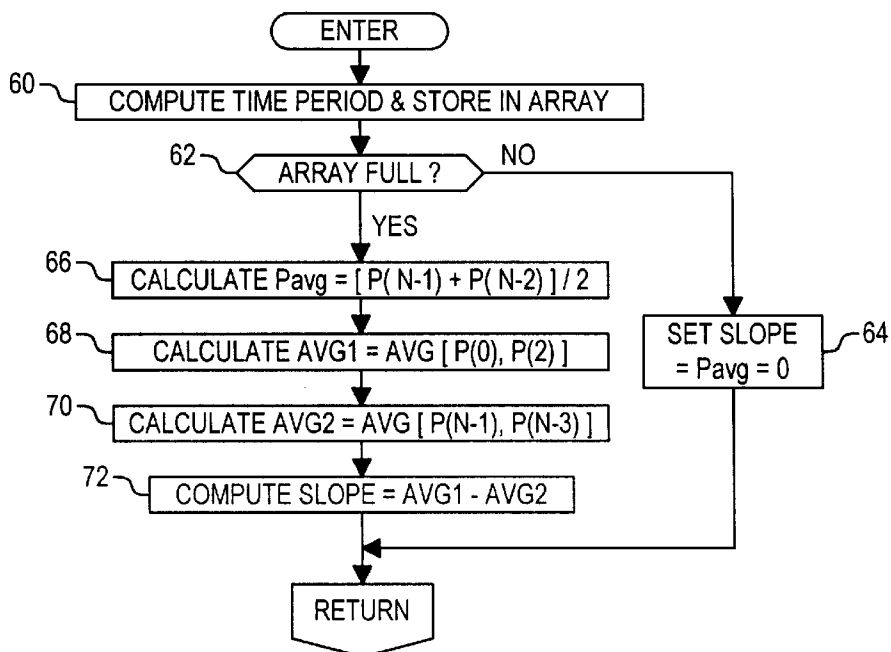 ENTER
60
COMPUTE TIME PERIOD & STORE IN ARRAY
62
ARRAY FULL ?
NO
YES
66
CALCULATE Pavg = [ P( N-1) + P( N-2) ] / 2
68
CALCULATE AVG1 = AVG [ P(0), P(2) ]
SET SLOPE
= Pavg = 0
64
70
CALCULATE AVG2 = AVG [ P(N-1), P(N-3) ]
72
COMPUTE SLOPE = AVG1 - AVG2
RETURN